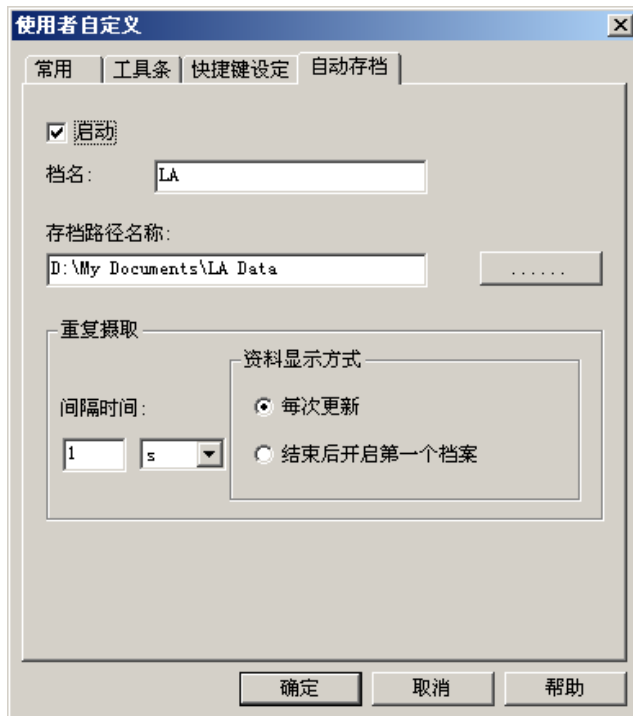 使用者自定义
常用 工具条 快捷键设定 自动存档
启动
档名: LA
存档路径名称:
D:\My Documents\LA Data ......
重复摄取
资料显示方式
间隔时间:
每次更新
1 s
结束后开启第一个档案
确定 取消 帮助